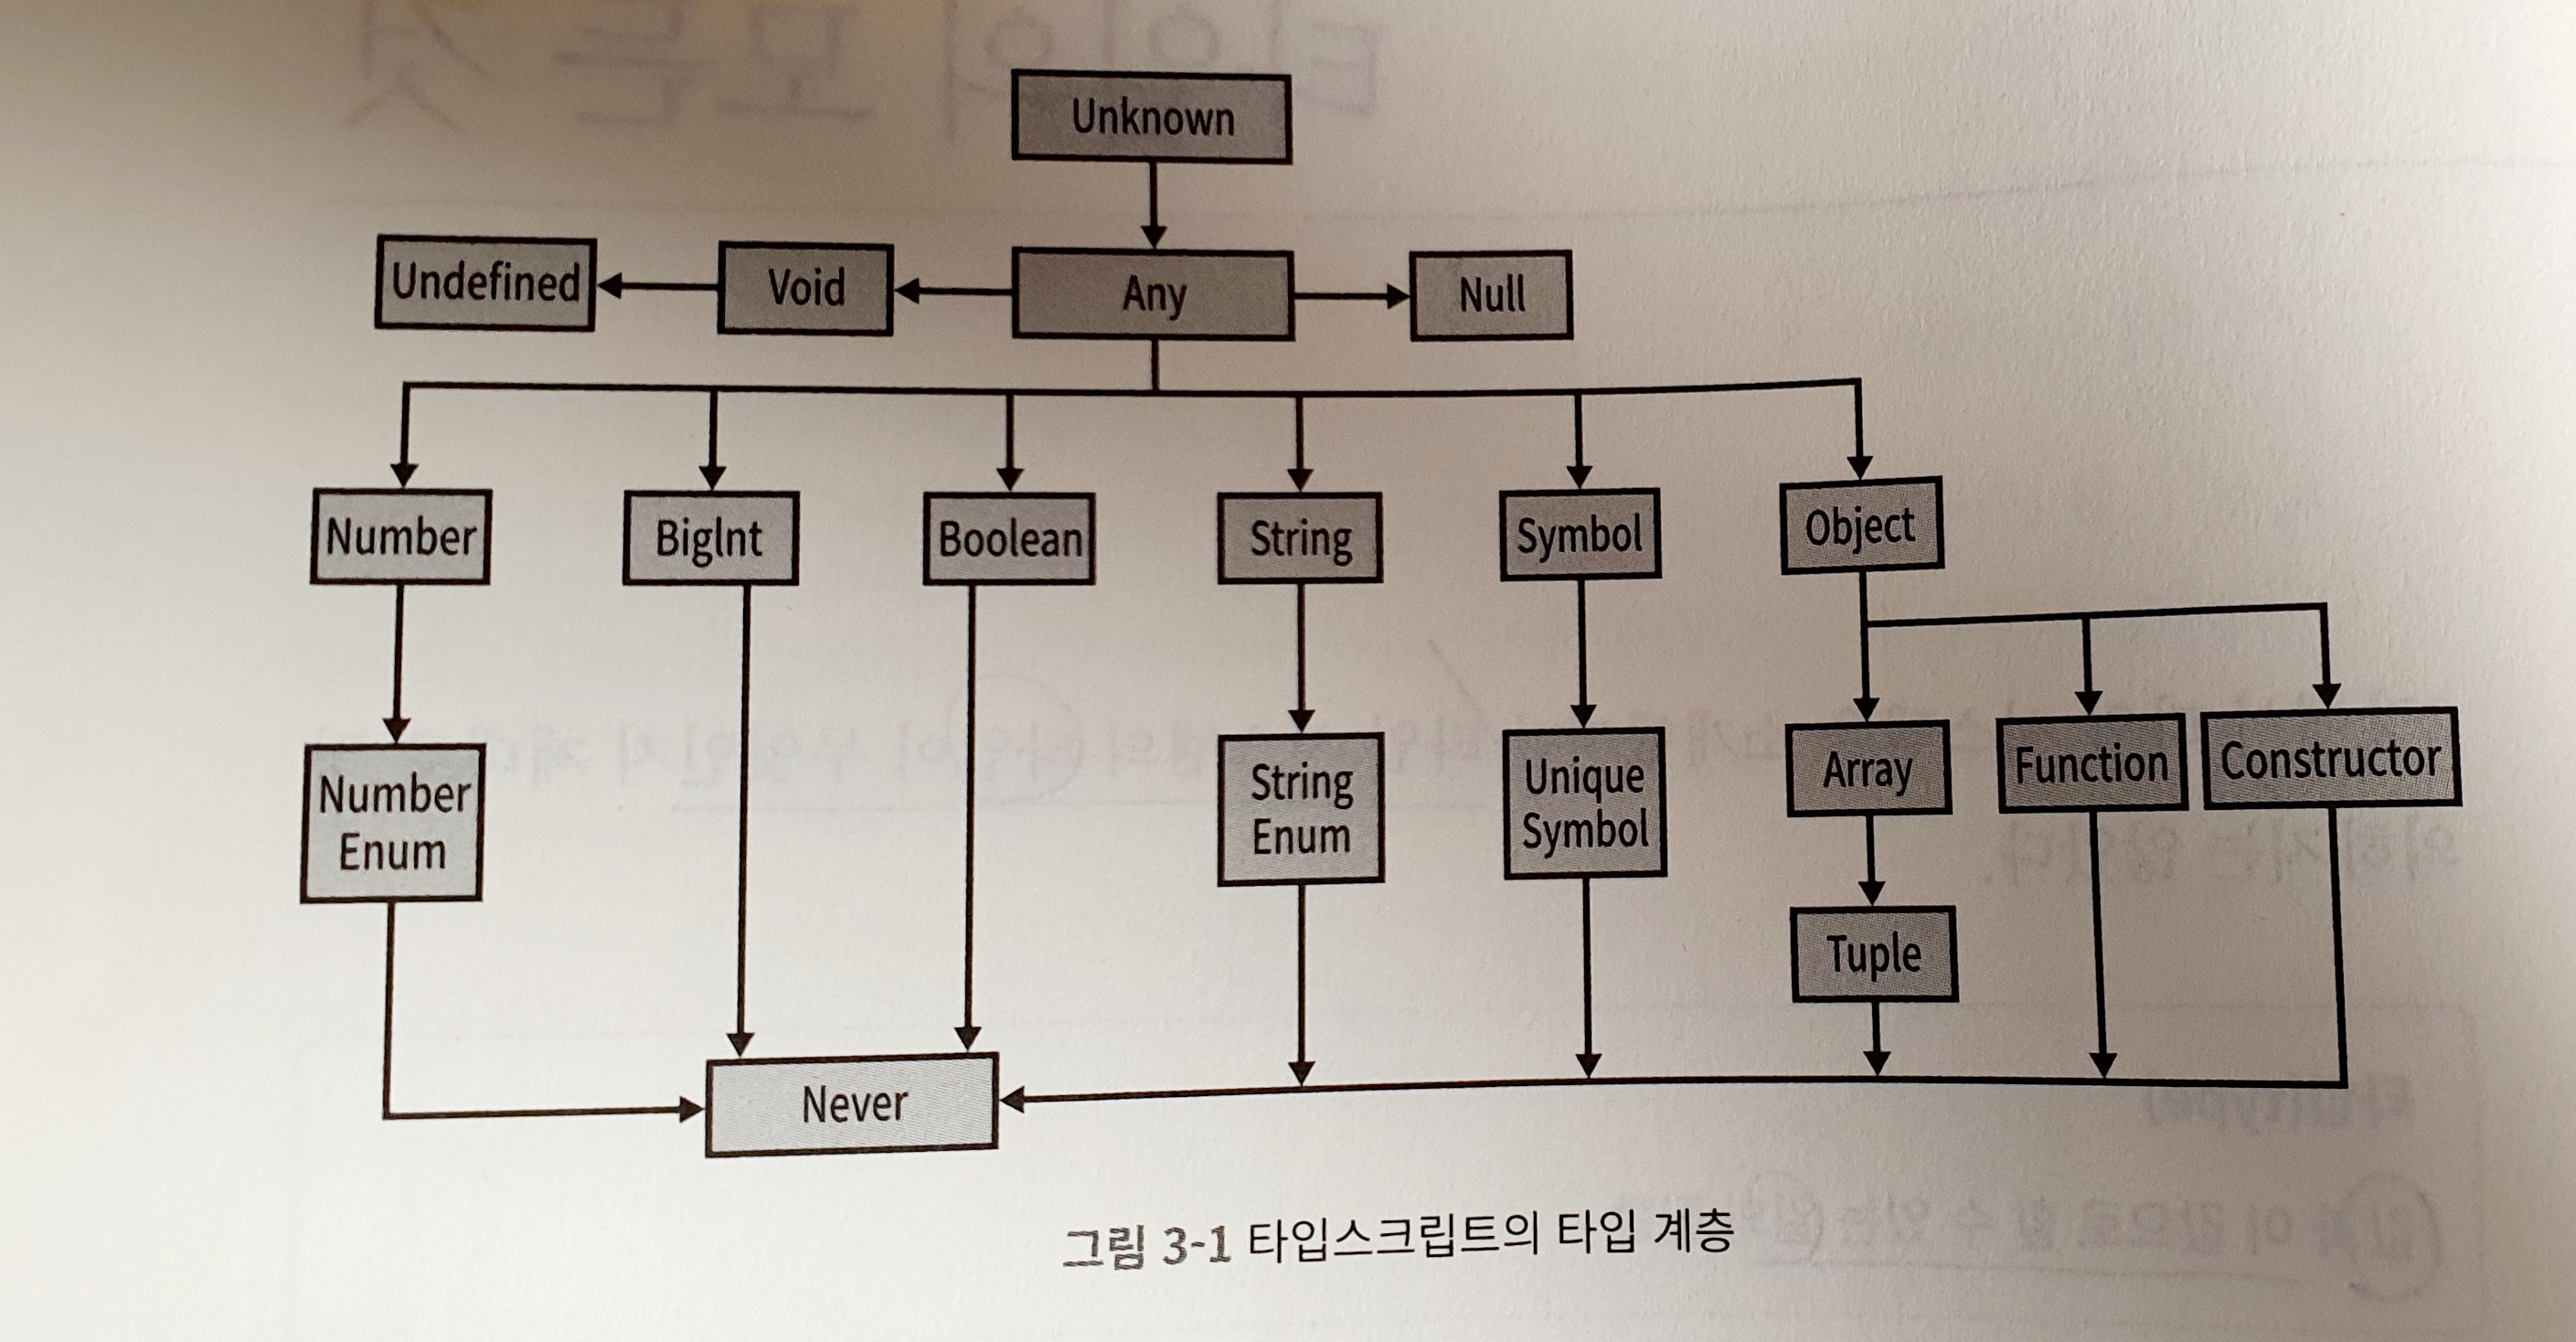 Unknown
Undefined
Void
Any
Null
Number
BigInt
Boolean
String
Symbol
Object
Number
Enum
String
Enum
Unique
Symbol
Array
Function
Constructor
Tuple
Never
그림 3-1 타입스크립트의 타입 계층